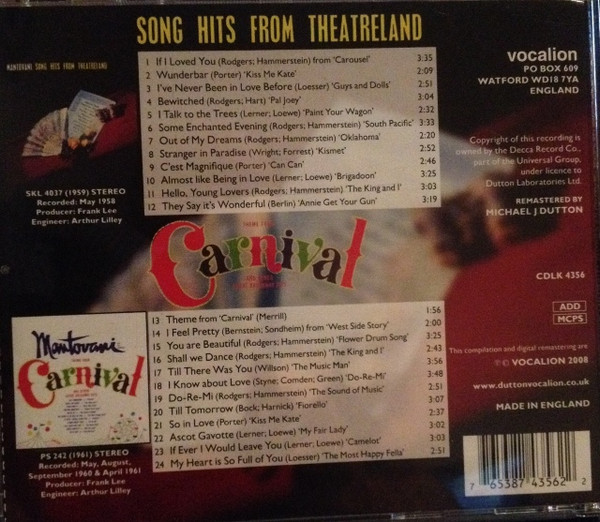 SONG HITS FROM THEATRELAND
MANTOVANI SONG HITS FROM THEATRELAND
1 If I Loved You (Rodgers; Hammerstein) from 'Carousel' 3:35
2 Wunderbar (Porter) 'Kiss Me Kate' 2:09
3 I've Never Been in Love Before (Loesser) 'Guys and Dolls' 2:51
4 Bewitched (Rodgers; Hart) 'Pal Joey' 3:04
5 I Talk to the Trees (Lerner; Loewe) 'Paint Your Wagon' 2:32
6 Some Enchanted Evening (Rodgers; Hammerstein) 'South Pacific' 3:33
7 Out of My Dreams (Rodgers; Hammerstein) 'Oklahoma' 2:20
8 Stranger in Paradise (Wright; Forrest) 'Kismet' 2:52
9 C'est Magnifique (Porter) 'Can Can' 2:46
10 Almost like Being in Love (Lerner; Loewe) 'Brigadoon' 3:25
11 Hello, Young Lovers (Rodgers; Hammerstein) 'The King and I' 3:03
12 They Say it's Wonderful (Berlin) 'Annie Get Your Gun' 3:19
SKL 4037 (1959) STEREO
Recorded: May 1958
Producer: Frank Lee
Engineer: Arthur Lilley
vocalion
PO BOX 609
WATFORD WD18 7YA
ENGLAND
Copyright of this recording is
owned by the Decca Record Co.,
part of the Universal Group,
under licence to
Dutton Laboratories Ltd.
REMASTERED BY
MICHAEL J DUTTON
CDLK 4356
THEME FROM
Carnival
13 Theme from 'Carnival' (Merrill) 1:56
14 I Feel Pretty (Bernstein; Sondheim) from 'West Side Story' 2:00
15 You are Beautiful (Rodgers; Hammerstein) 'Flower Drum Song' 3:25
16 Shall we Dance (Rodgers; Hammerstein) 'The King and I' 2:43
17 Till There Was You (Willson) 'The Music Man' 3:56
18 I Know about Love (Styne; Comden; Green) 'Do-Re-Mi' 3:48
19 Do-Re-Mi (Rodgers; Hammerstein) 'The Sound of Music' 2:51
20 Till Tomorrow (Bock; Harnick) 'Fiorello' 3:07
21 So in Love (Porter) 'Kiss Me Kate' 2:37
22 Ascot Gavotte (Lerner; Loewe) 'My Fair Lady' 3:02
23 If Ever I Would Leave You (Lerner; Loewe) 'Camelot' 3:03
24 My Heart is So Full of You (Loesser) 'The Most Happy Fella' 2:51
Mantovani
Carnival
PS 242 (1961) STEREO
Recorded: May, August,
September 1960 & April 1961
Producer: Frank Lee
Engineer: Arthur Lilley
ADD
MCPS
This compilation and digital remastering are
℗ © VOCALION 2008
www.duttonvocalion.co.uk
MADE IN ENGLAND
7 65387 43562 2